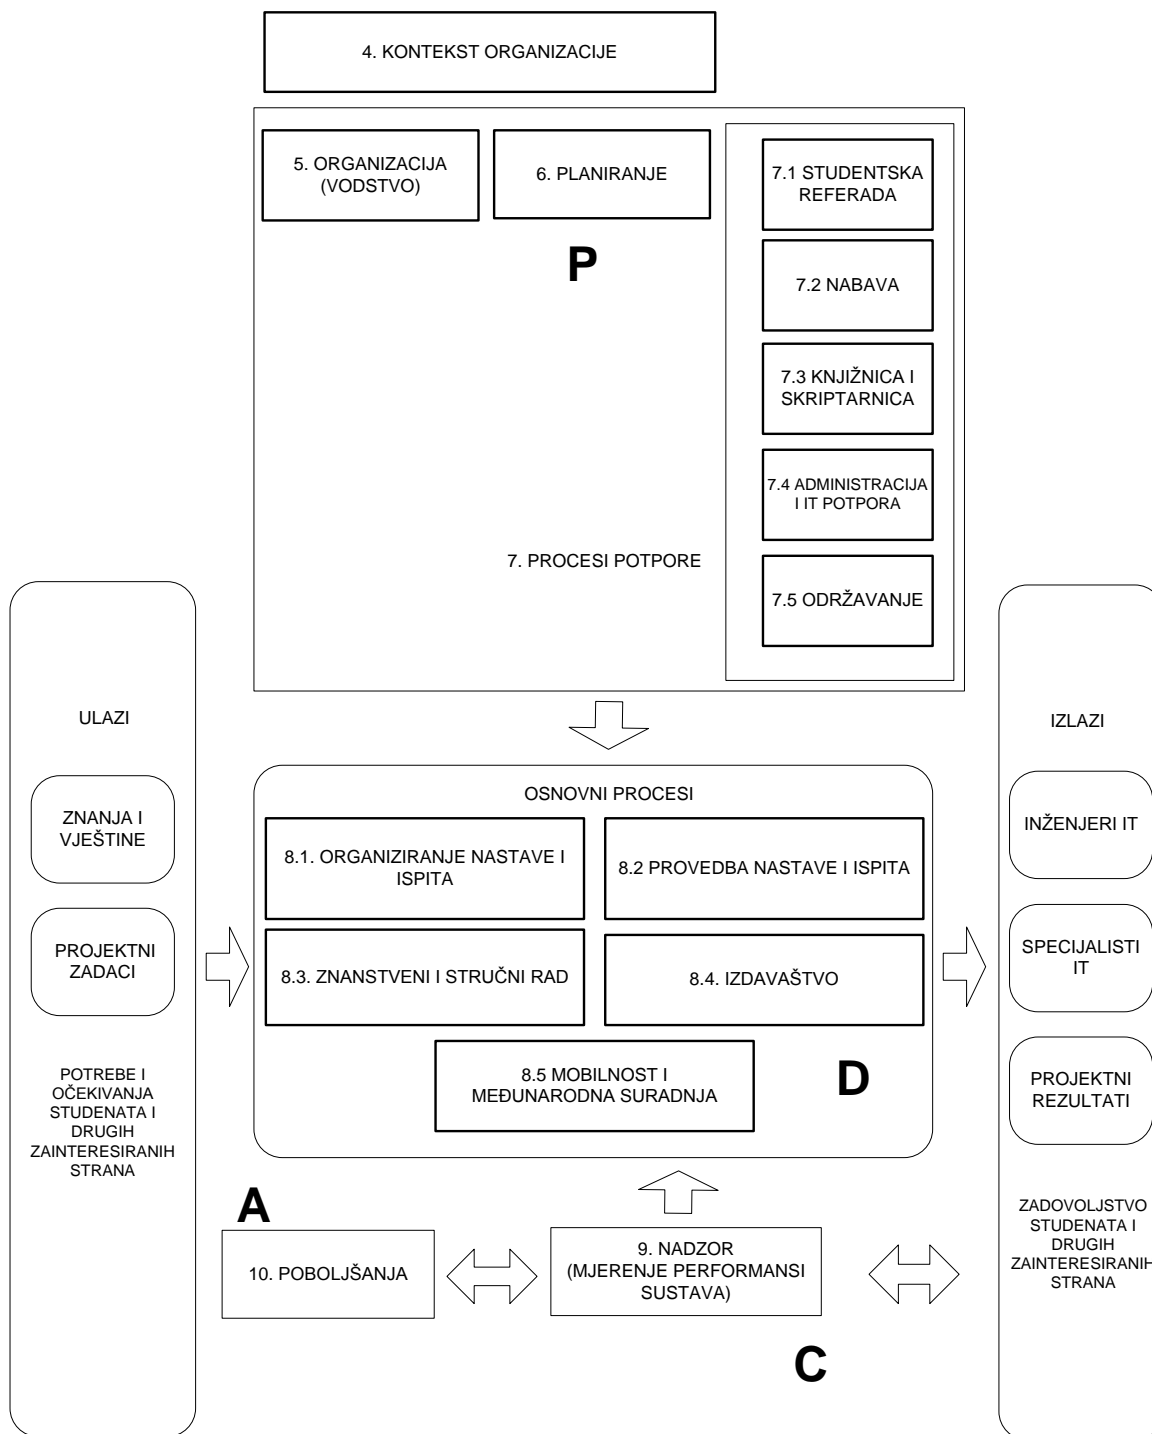 4. KONTEKST ORGANIZACIJE
5. ORGANIZACIJA
(VODSTVO)
6. PLANIRANJE
P
7.1 STUDENTSKA
REFERADA
7.2 NABAVA
7.3 KNJIŽNICA I
SKRIPTARNICA
7.4 ADMINISTRACIJA
I IT POTPORA
7. PROCESI POTPORE
7.5 ODRŽAVANJE
ULAZI
ZNANJA I
VJEŠTINE
PROJEKTNI
ZADACI
POTREBE I
OČEKIVANJA
STUDENATA I
DRUGIH
ZAINTERESIRANIH
STRANA
OSNOVNI PROCESI
8.1. ORGANIZIRANJE NASTAVE I
ISPITA
8.2 PROVEDBA NASTAVE I ISPITA
8.3. ZNANSTVENI I STRUČNI RAD
8.4. IZDAVAŠTVO
8.5 MOBILNOST I
MEĐUNARODNA SURADNJA
D
IZLAZI
INŽENJERI IT
SPECIJALISTI
IT
PROJEKTNI
REZULTATI
ZADOVOLJSTVO
STUDENATA I
DRUGIH
ZAINTERESIRANIH
STRANA
A
10. POBOLJŠANJA
9. NADZOR
(MJERENJE PERFORMANSI
SUSTAVA)
C